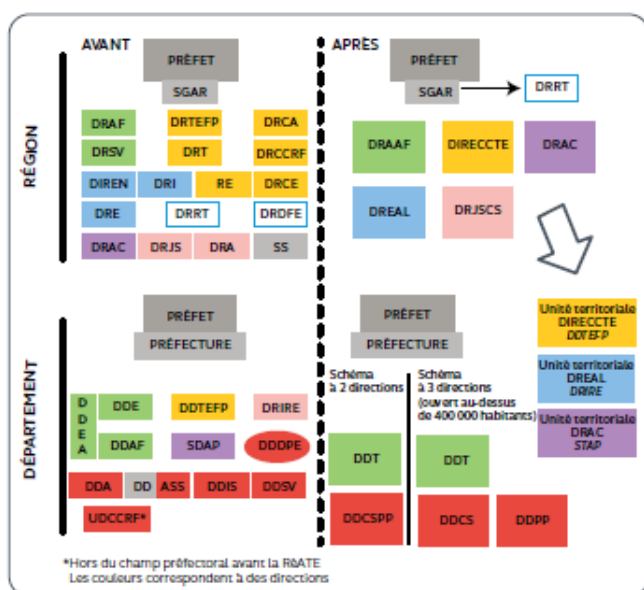 AVANT
PRÉFET
SGAR
DRAF
DRTEFP
DRCA
DRSV
DRT
DRCCRF
DIREN
DRI
RE
DRCE
DRE
DRRT
DRDFE
DRAC
DRJS
DRA
SS
RÉGION
APRÈS
PRÉFET
SGAR
DRRT
DRAAF
DIRECCTE
DRAC
DREAL
DRJSCS
DÉPARTEMENT
PRÉFET
PRÉFECTURE
DDEA
DDE
DDTEFP
DRIRE
DDAF
SDAP
DDDPE
DDA
DD ASS
DDIS
DDSV
UDCCRF*
PRÉFET
PRÉFECTURE
Schéma
à 2 directions
DDT
DDCSPP
Schéma
à 3 directions
(ouvert au-dessus
de 400 000 habitants)
DDT
DDCS
DDPP
Unité territoriale
DIRECCTE
DDTEFP
Unité territoriale
DREAL
DRIRE
Unité territoriale
DRAC
STAP
*Hors du champ préfectoral avant la RéATE
Les couleurs correspondent à des directions